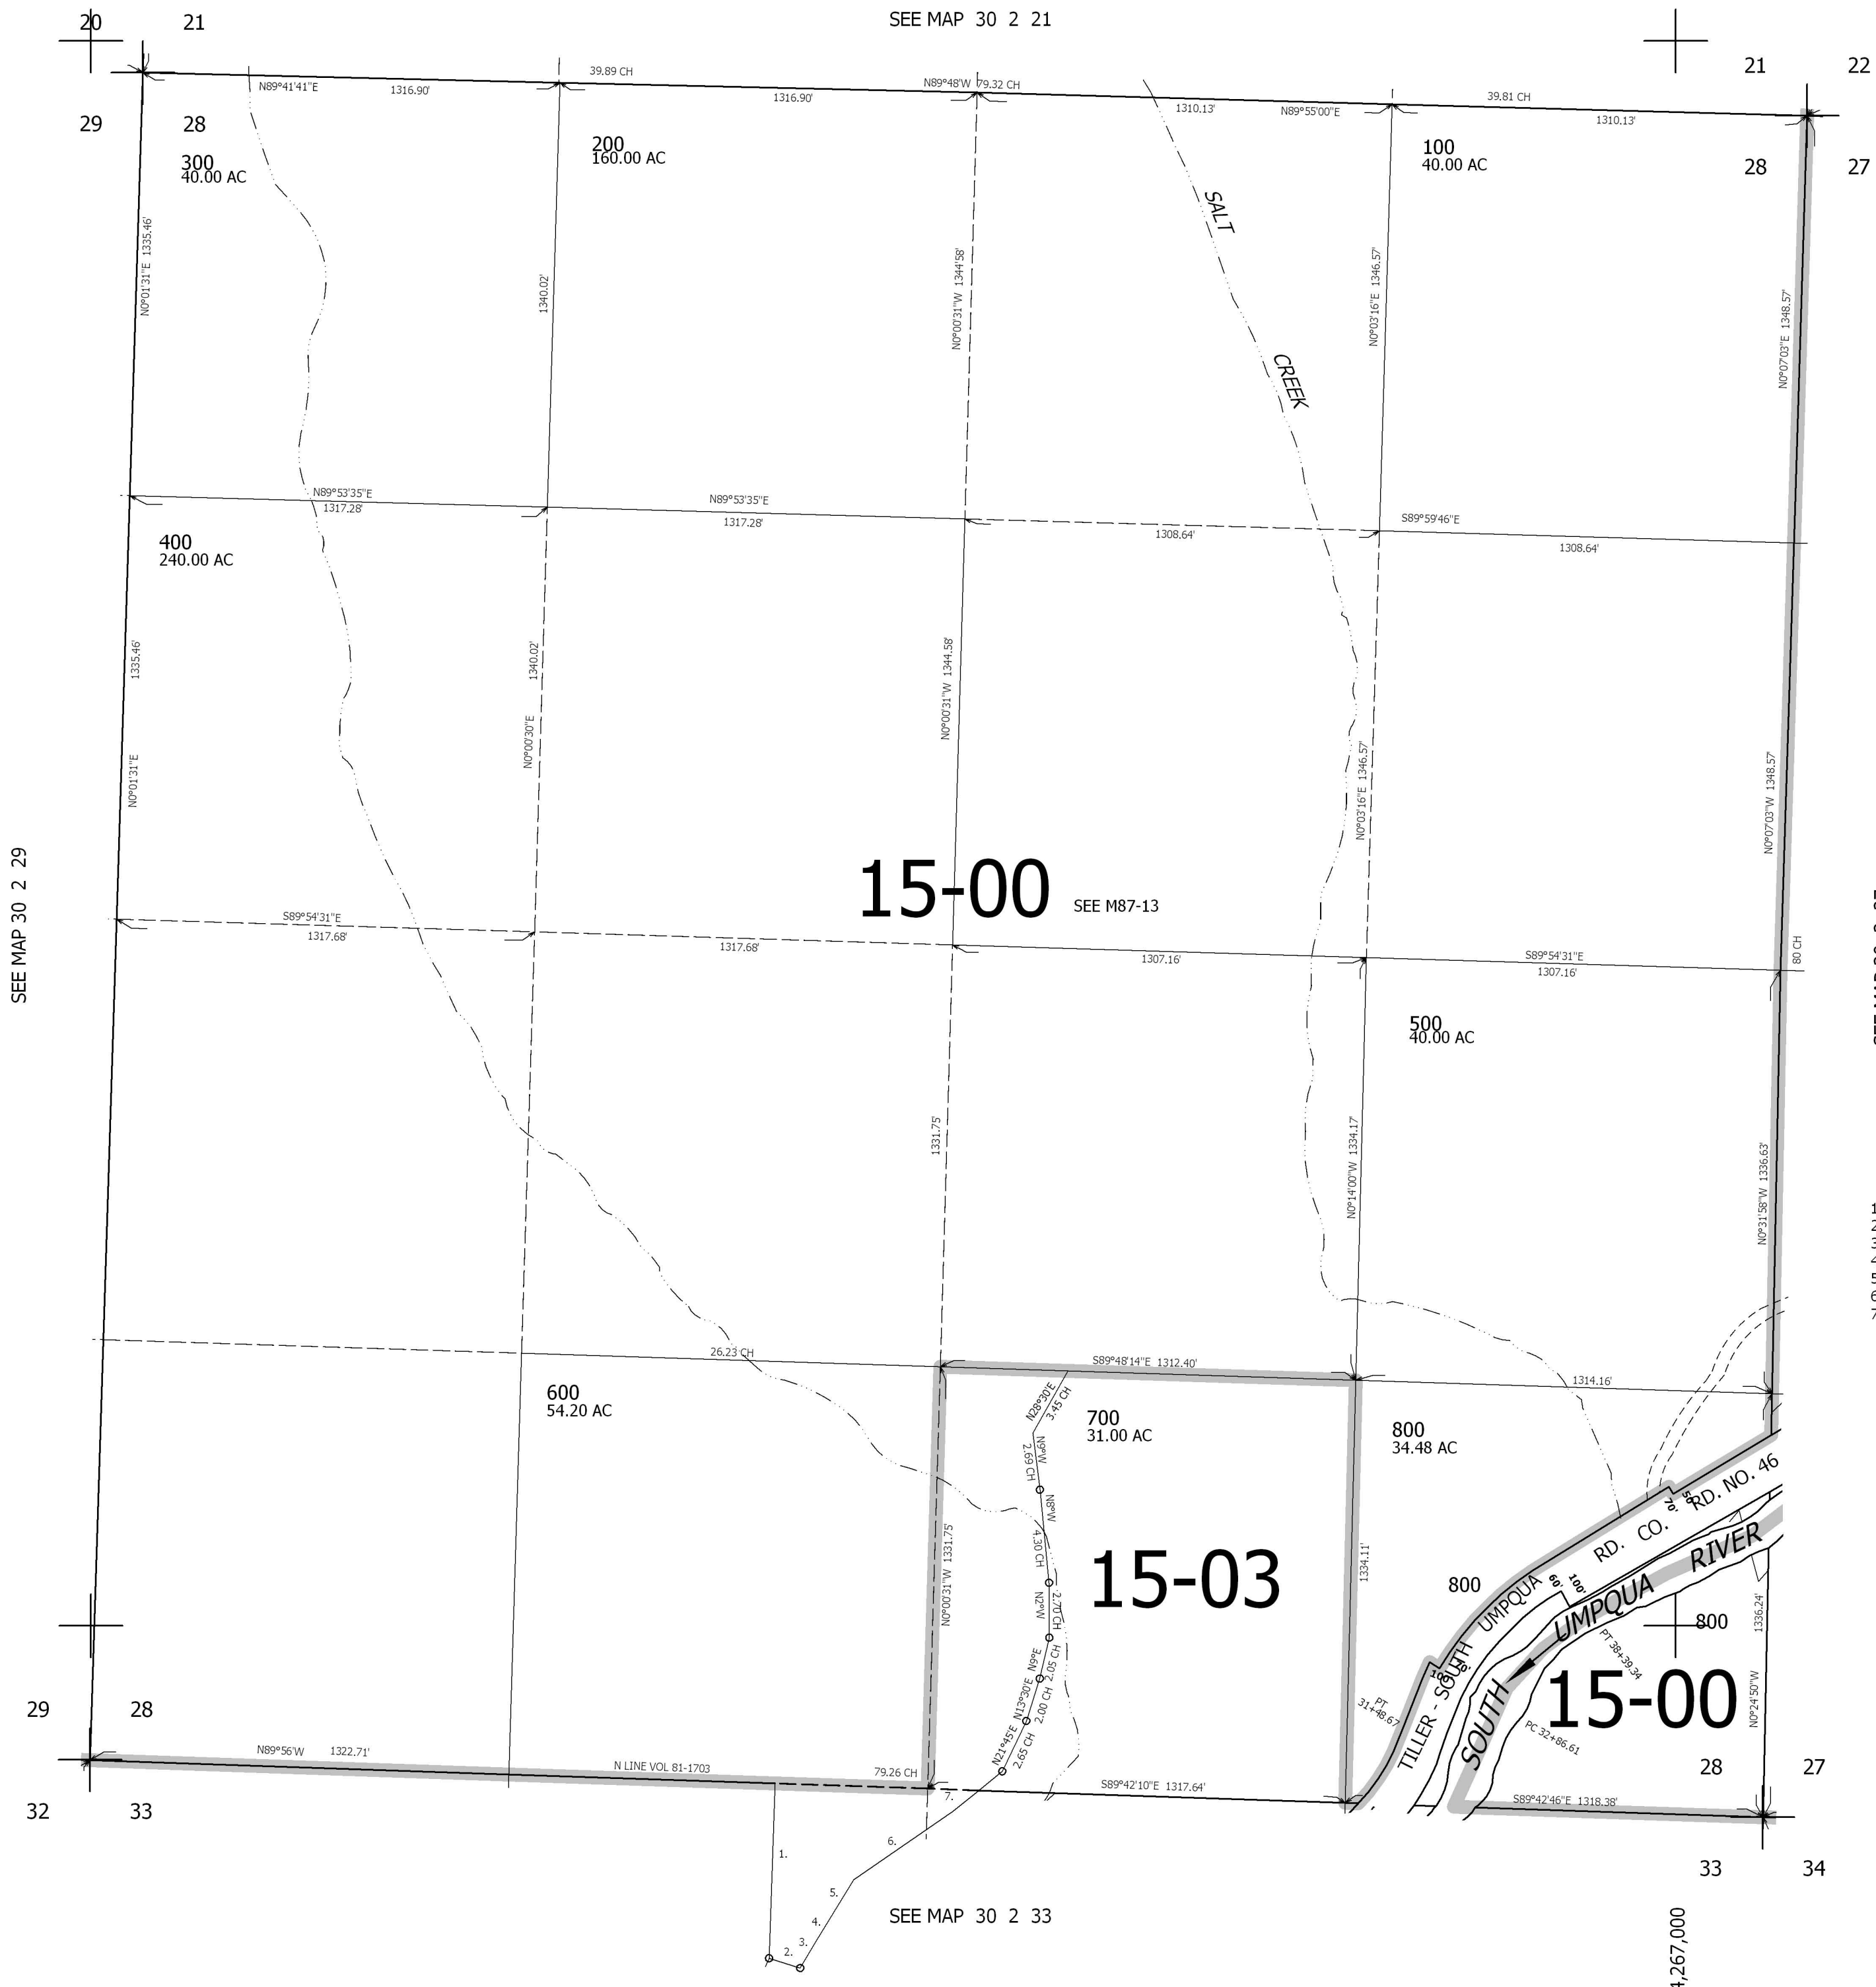 20 21
SEE MAP 30 2 21
21 22
N89°41'41"E
1316.90'
39.89 CH
1316.90'
N89°48'W 79.32 CH
1310.13'
N89°55'00"E
39.81 CH
1310.13'
29 28
300
40.00 AC
200
160.00 AC
100
40.00 AC
28 27
SALT
CREEK
N0°01'31"E 1335.46'
1340.02'
N0°00'31"W 1344'58'
N0°03'16"E 1346.57'
N0°07'03"E 1348.57'
N89°53'35"E
1317.28'
N89°53'35"E
1317.28'
1308.64'
S89°59'46"E
1308.64'
400
240.00 AC
1335.46'
N0°01'31"E
1340.02'
N0°00'30"E
N0°00'31"W 1344.58'
N0°03'16"E 1346.57'
N0°07'03"W 1348.57'
SEE MAP 30 2 29
15-00
SEE M87-13
S89°54'31"E
1317.68'
1317.68'
1307.16'
S89°54'31"E
1307.16'
80 CH
500
40.00 AC
1331.75'
N0°14'00"W 1334.17'
N0°31'58"W 1336.63'
26.23 CH
S89°48'14"E 1312.40'
1314.16'
600
54.20 AC
700
31.00 AC
800
34.48 AC
N28°30'E
3.45 CH
N9°W
2.69 CH
N8°W
4.30 CH
N2°W
2.70 CH
N9°E
2.05 CH
N13°30'E
2.00 CH
N21°45'E
2.65 CH
N0°00'31"W 1331.75'
15-03
1334.11'
800
TILLER - SOUTH UMPQUA RD. CO. RD. NO. 46
70'
50'
60'
100'
SOUTH UMPQUA RIVER
800
PT 38+39.34
PT
31+48.67
PC 32+86.61
15-00
1336.24'
N0°24'50"W
29 28
N89°56'W 1322.71'
N LINE VOL 81-1703
79.26 CH
S89°42'10"E 1317.64'
S89°42'46"E 1318.38'
28 27
32 33
33 34
1.
2.
3.
4.
5.
6.
7.
SEE MAP 30 2 33